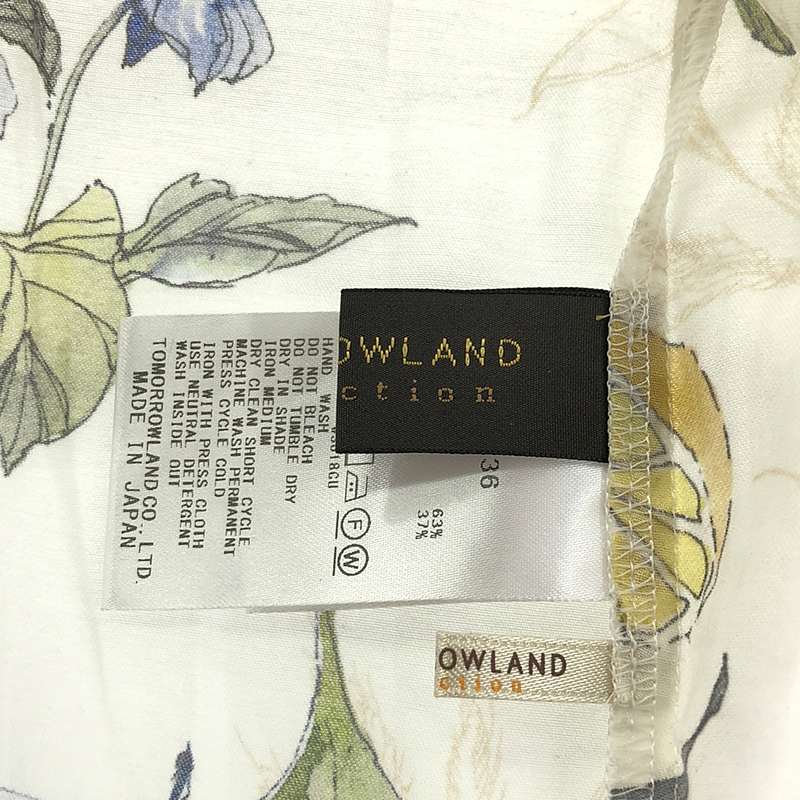 OWLAND
ction
36
63%
37%
HAND WASH
DO NOT BLEACH
DO NOT TUMBLE DRY
DRY IN SHADE
IRON MEDIUM
DRY CLEAN SHORT CYCLE
MACHINE WASH PERMANENT
PRESS CYCLE COLD
IRON WITH PRESS CLOTH
USE NEUTRAL DETERGENT
WASH INSIDE OUT
TOMORROWLAND CO., LTD.
MADE IN JAPAN
F
W
OWLAND
ction